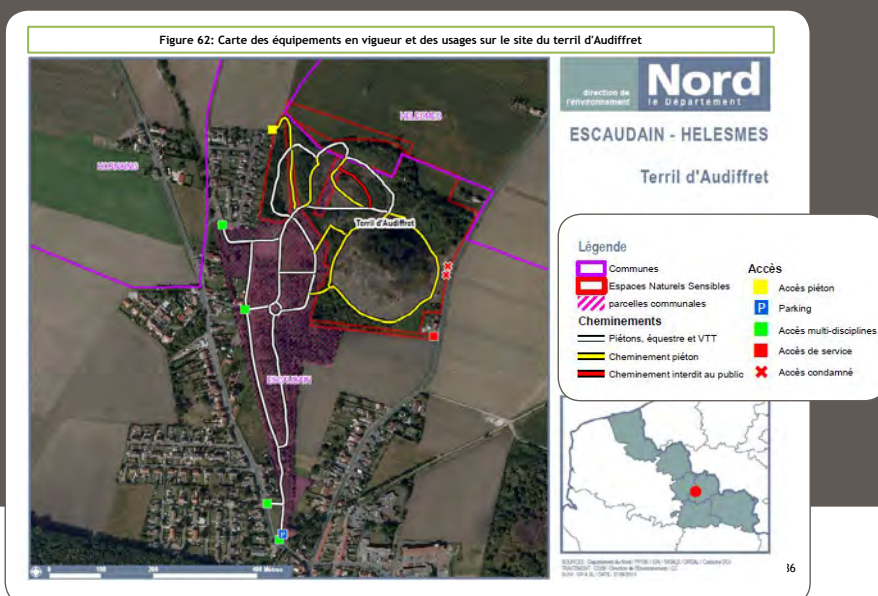 Figure 62: Carte des équipements en vigueur et des usages sur le site du terril d'Audiffret
HELESMES
HORNAING
Terril d'Audiffret
ESCAUDAIN
P
0 100 200 400 Mètres
direction de
l'environnement
Nord
le Département
ESCAUDAIN - HELESMES
Terril d'Audiffret
Légende
Communes
Espaces Naturels Sensibles
parcelles communales
Cheminements
Piétons, équestre et VTT
Cheminement piéton
Cheminement interdit au public
Accès
Accès piéton
P Parking
Accès multi-disciplines
Accès de service
Accès condamné